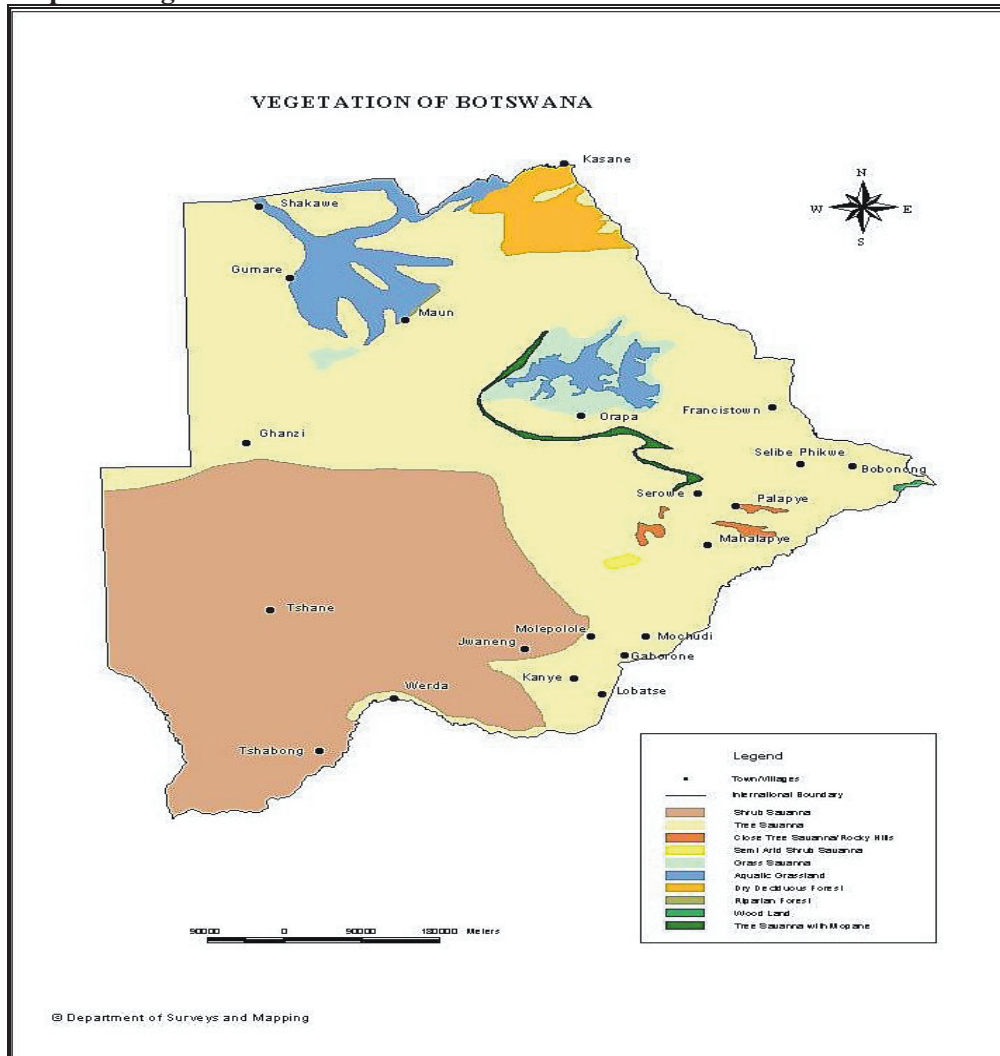 VEGETATION OF BOTSWANA
Kasane
N
W E
S
Shakawe
Gumare
Maun
Orapa
Francistown
Ghanzi
Selibe Phikwe
Bobonong
Serowe
Palapye
Mahalapye
Tshane
Molepolole
Mochudi
Jwaneng
Gaborone
Kanye
Werda
Lobatse
Tshabong
Legend
Town/Villages
International Boundary
Shrub Savanna
Tree Savanna
Close Tree Savanna/Rocky Hills
Semi Arid Shrub Savanna
Grass Savanna
Aquatic Grassland
Dry Deciduous Forest
Riparian Forest
Wood Land
Tree Savanna with Mopane
90000 0 90000 180000 Meters
© Department of Surveys and Mapping